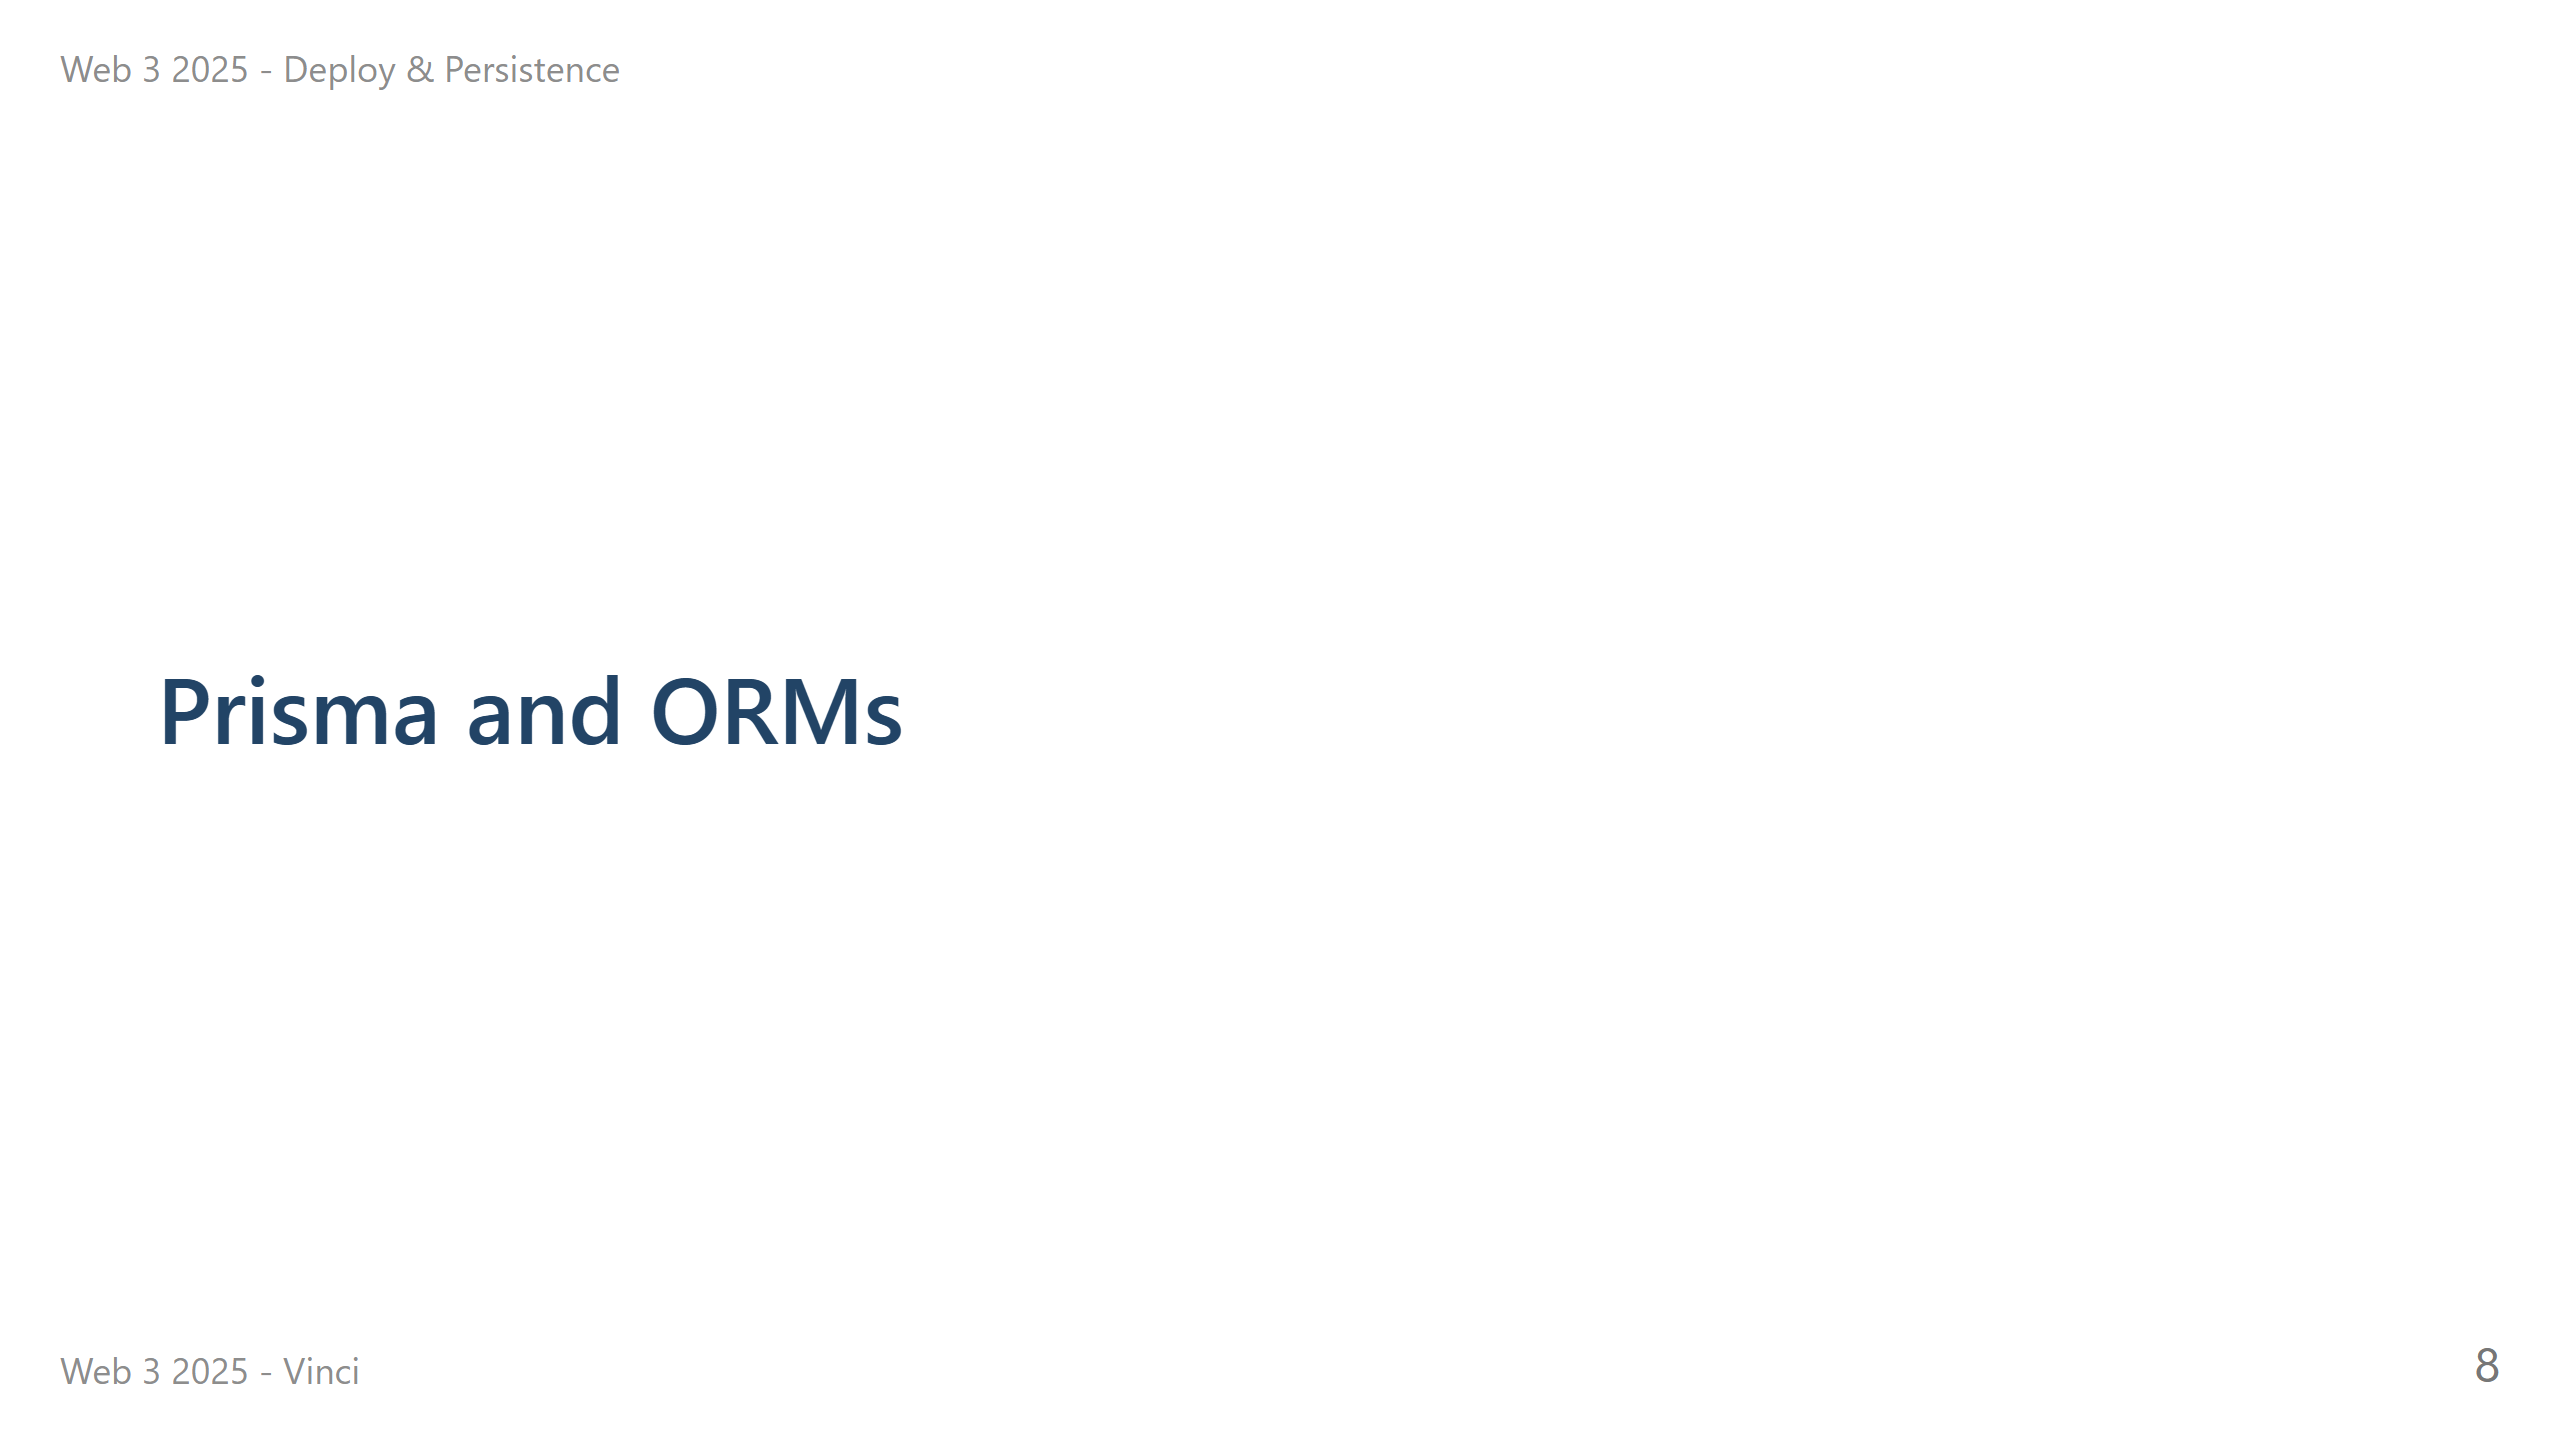 Web 3 2025 - Deploy & Persistence
Prisma and ORMs
Web 3 2025 - Vinci
8